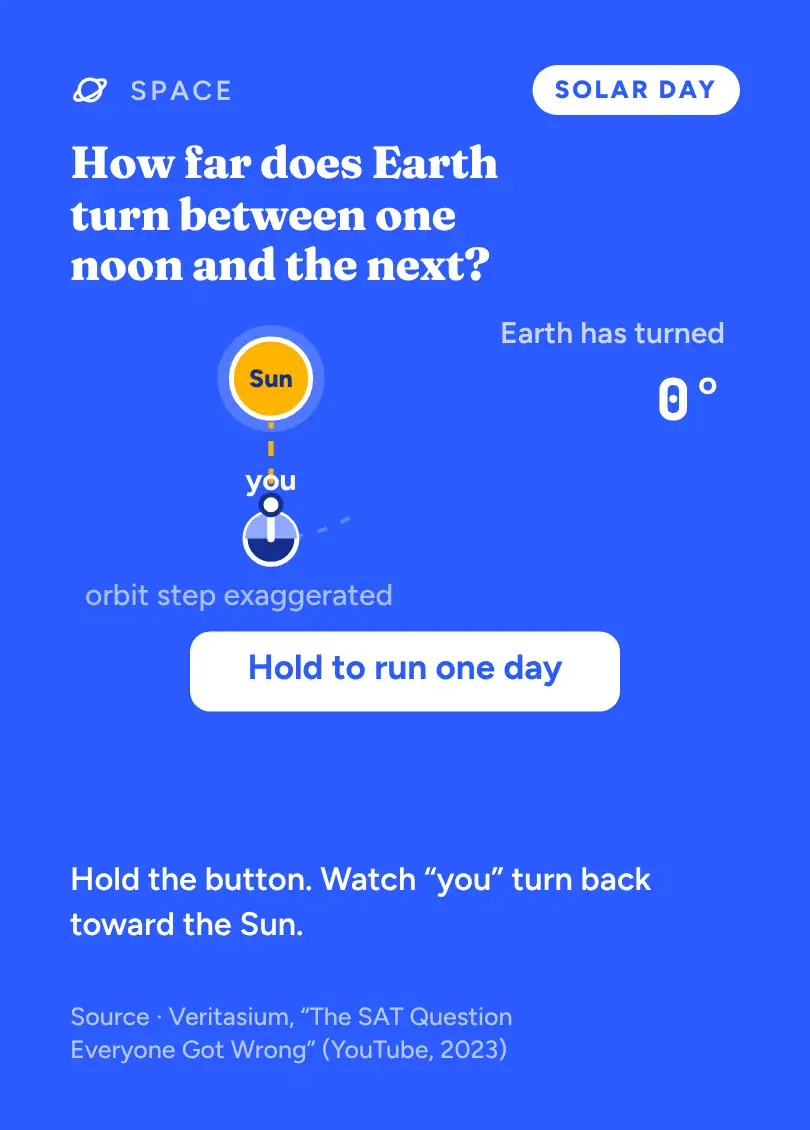 SPACE
SOLAR DAY
How far does Earth
turn between one
noon and the next?
Earth has turned
0°
Sun
you
orbit step exaggerated
Hold to run one day
Hold the button. Watch “you” turn back
toward the Sun.
Source · Veritasium, “The SAT Question
Everyone Got Wrong” (YouTube, 2023)